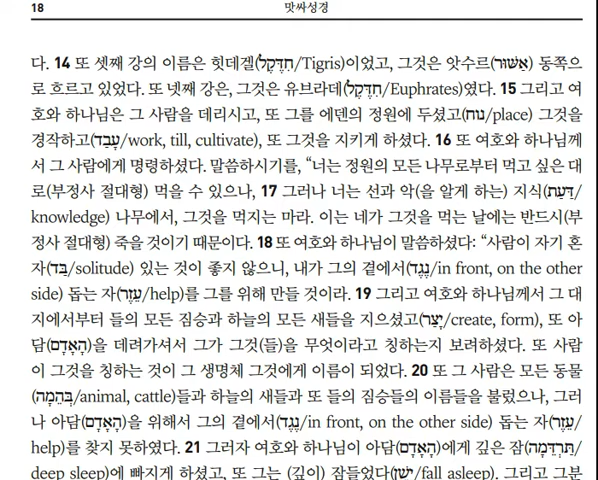 18 맛싸성경
다. 14 또 셋째 강의 이름은 힛데겔(חִדֶּקֶל/Tigris)이었고, 그것은 앗수르(אַשּׁוּר) 동쪽으
로 흐르고 있었다. 또 넷째 강은, 그것은 유브라데(חִדֶּקֶל/Euphrates)였다. 15 그리고 여
호와 하나님은 그 사람을 데리시고, 또 그를 에덴의 정원에 두셨고(נוּח/place) 그것을
경작하고(עָבַד/work, till, cultivate), 또 그것을 지키게 하셨다. 16 또 여호와 하나님께
서 그 사람에게 명령하셨다. 말씀하시기를, “너는 정원의 모든 나무로부터 먹고 싶은 대
로(부정사 절대형) 먹을 수 있으나, 17 그러나 너는 선과 악(을 알게 하는) 지식(דַּעַת/
knowledge) 나무에서, 그것을 먹지는 마라. 이는 네가 그것을 먹는 날에는 반드시(부
정사 절대형) 죽을 것이기 때문이다. 18 또 여호와 하나님이 말씀하셨다: “사람이 자기 혼
자(בַּד/solitude) 있는 것이 좋지 않으니, 내가 그의 곁에서(נֶגֶד/in front, on the other
side) 돕는 자(עֵזֶר/help)를 그를 위해 만들 것이라. 19 그리고 여호와 하나님께서 그 대
지에서부터 들의 모든 짐승과 하늘의 모든 새들을 지으셨고(יָצַר/create, form), 또 아
담(הָאָדָם)을 데려가셔서 그가 그것(들)을 무엇이라고 칭하는지 보려하셨다. 또 사람
이 그것을 칭하는 것이 그 생명체 그것에게 이름이 되었다. 20 또 그 사람은 모든 동물
(בְּהֵמָה/animal, cattle)들과 하늘의 새들과 또 들의 짐승들의 이름들을 불렀으나, 그러
나 아담(הָאָדָם)을 위해서 그의 곁에서(נֶגֶד/in front, on the other side) 돕는 자(עֵזֶר/
help)를 찾지 못하였다. 21 그러자 여호와 하나님이 아담(הָאָדָם)에게 깊은 잠(תַּרְדֵּמָה/
deep sleep)에 빠지게 하셨고, 또 그는 (깊이) 잠들었다(יָשֵׁן/fall asleep). 그리고 그분